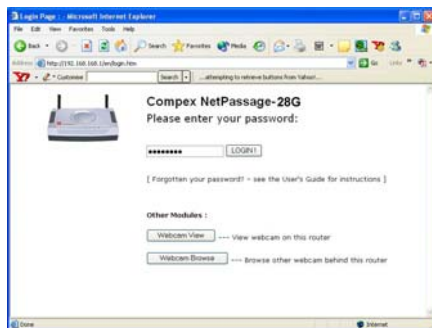 Login Page : - Microsoft Internet Explorer
File Edit View Favorites Tools Help
Back Search Favorites Media
Address http://192.168.168.1/en/login.htm Go Links
Customize Search ...attempting to retrieve buttons from Yahoo!...
Compex NetPassage-28G
Please enter your password:
•••••••• LOGIN!
[ Forgotten your password? - see the User's Guide for instructions ]
Other Modules :
Webcam View --- View webcam on this router
Webcam Browse --- Browse other webcam behind this router
Done Internet